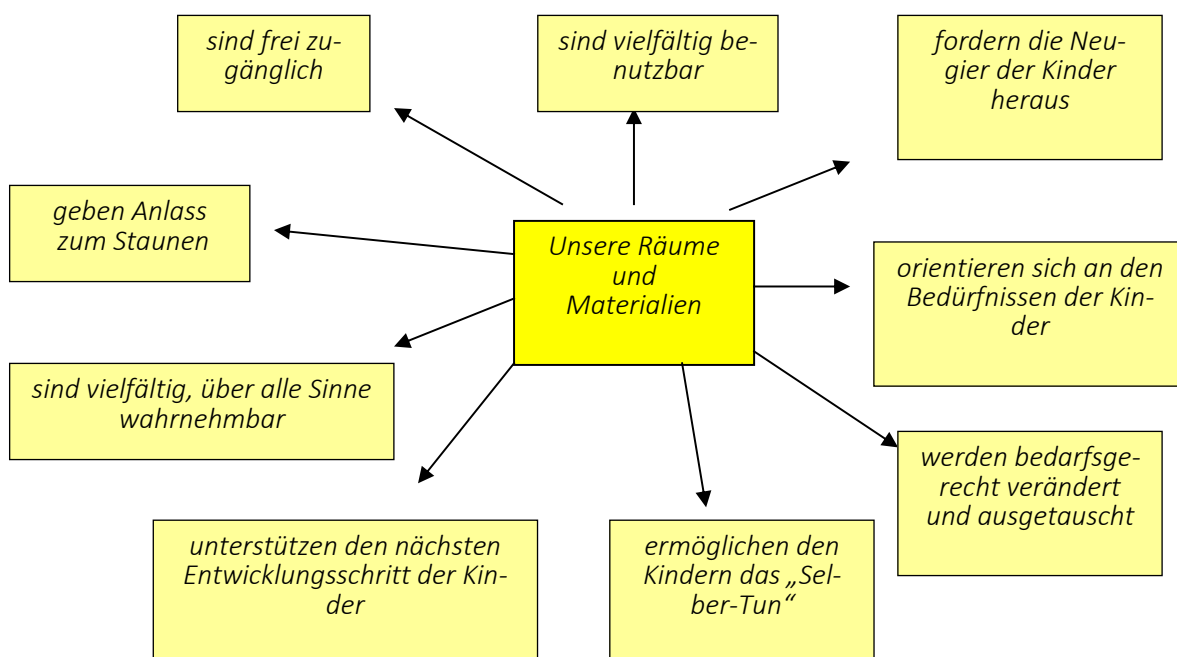 sind frei zu-
gänglich
sind vielfältig be-
nutzbar
fordern die Neu-
gier der Kinder
heraus
geben Anlass
zum Staunen
Unsere Räume
und
Materialien
orientieren sich an den
Bedürfnissen der Kin-
der
sind vielfältig, über alle Sinne
wahrnehmbar
werden bedarfsge-
recht verändert
und ausgetauscht
unterstützen den nächsten
Entwicklungsschritt der Kin-
der
ermöglichen den
Kindern das „Sel-
ber-Tun“